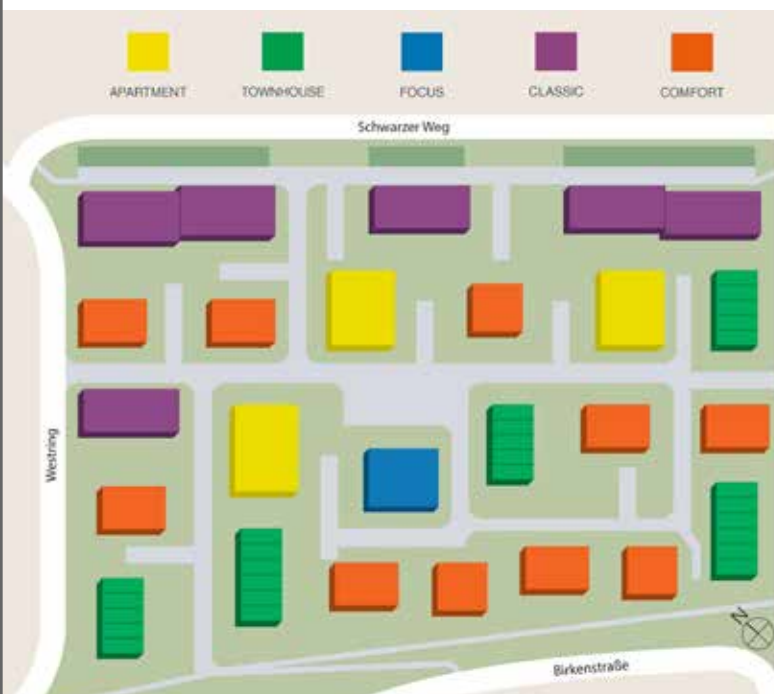 APARTMENT
TOWNHOUSE
FOCUS
CLASSIC
COMFORT
Schwarzer Weg
Westring
N
Birkenstraße